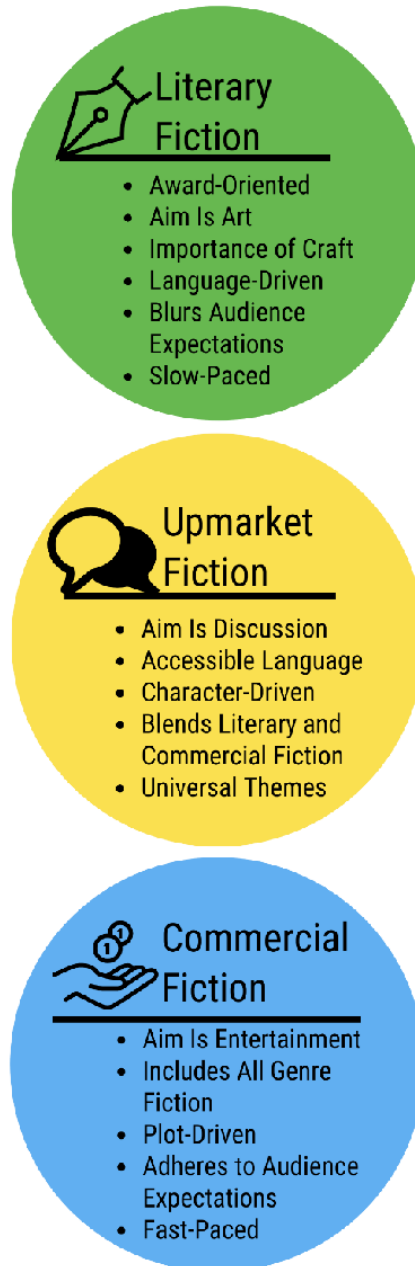 Literary
Fiction
• Award-Oriented
• Aim Is Art
• Importance of Craft
• Language-Driven
• Blurs Audience
Expectations
• Slow-Paced
Upmarket
Fiction
• Aim Is Discussion
• Accessible Language
• Character-Driven
• Blends Literary and
Commercial Fiction
• Universal Themes
1
1
Commercial
Fiction
• Aim Is Entertainment
• Includes All Genre
Fiction
• Plot-Driven
• Adheres to Audience
Expectations
• Fast-Paced